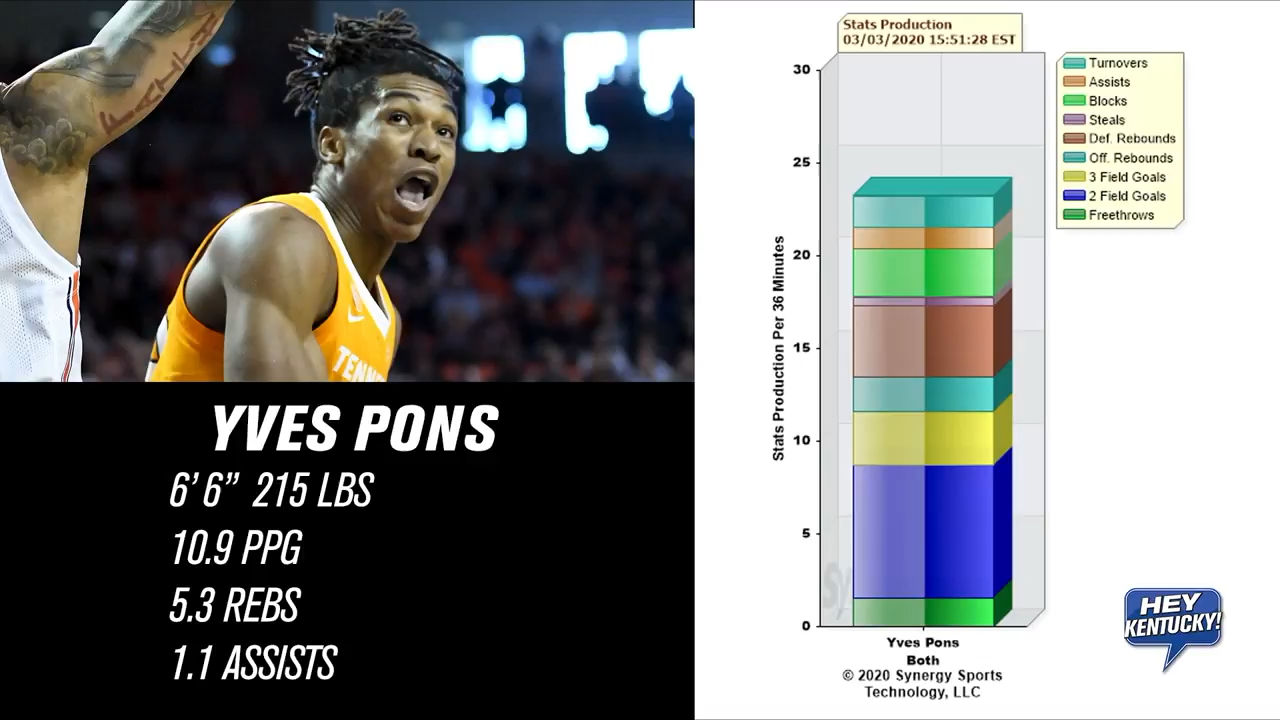 YVES PONS
6' 6” 215 LBS
10.9 PPG
5.3 REBS
1.1 ASSISTS
TENN
Stats Production
03/03/2020 15:51:28 EST
Turnovers
Assists
Blocks
Steals
Def. Rebounds
Off. Rebounds
3 Field Goals
2 Field Goals
Freethrows
Stats Production Per 36 Minutes
30
25
20
15
10
5
0
Sy
Yves Pons
Both
© 2020 Synergy Sports
Technology, LLC
HEY
KENTUCKY!